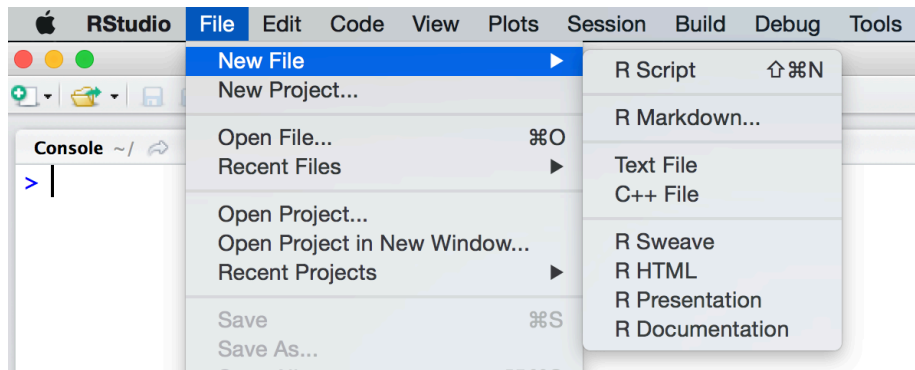 RStudio File Edit Code View Plots Session Build Debug Tools
New File ▶
New Project...
Open File... ⌘O
Recent Files ▶
Open Project...
Open Project in New Window...
Recent Projects ▶
Save ⌘S
Save As...
R Script ⇧⌘N
R Markdown...
Text File
C++ File
R Sweave
R HTML
R Presentation
R Documentation
Console ~/
>